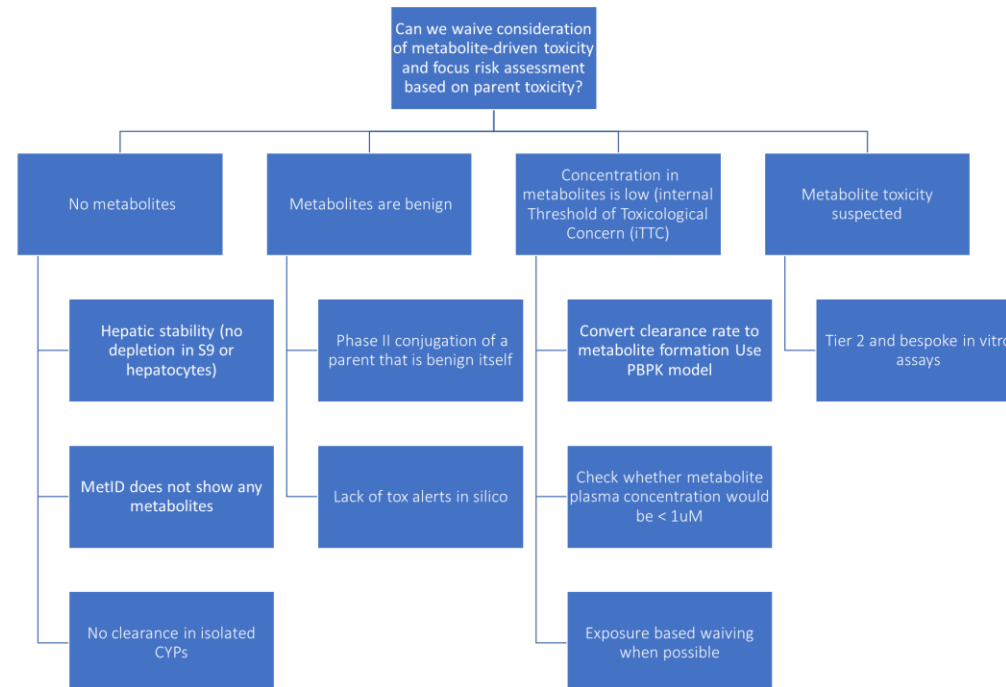 Can we waive consideration
of metabolite-driven toxicity
and focus risk assessment
based on parent toxicity?
No metabolites
Metabolites are benign
Concentration in
metabolites is low (internal
Threshold of Toxicological
Concern (iTTC)
Metabolite toxicity
suspected
Hepatic stability (no
depletion in S9 or
hepatocytes)
Phase II conjugation of a
parent that is benign itself
Convert clearance rate to
metabolite formation Use
PBPK model
Tier 2 and bespoke in vitro
assays
MetID does not show any
metabolites
Lack of tox alerts in silico
Check whether metabolite
plasma concentration would
be < 1uM
No clearance in isolated
CYPs
Exposure based waiving
when possible